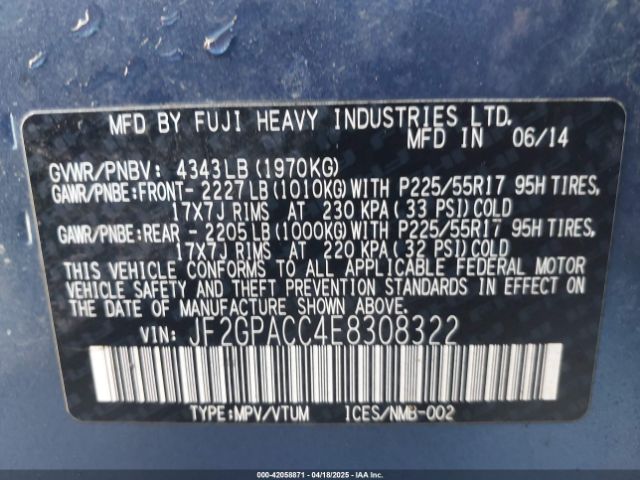 MFD BY FUJI HEAVY INDUSTRIES LTD.
MFD IN 06/14
GVWR/PNBV: 4343LB (1970KG)
GAWR/PNBE: FRONT- 2227LB (1010KG) WITH P225/55R17 95H TIRES,
17X7J RIMS AT 230 KPA( 33 PSI) COLD
GAWR/PNBE: REAR - 2205LB (1000KG) WITH P225/55R17 95H TIRES,
17X7J RIMS AT 220 KPA( 32 PSI) COLD
THIS VEHICLE CONFORMS TO ALL APPLICABLE FEDERAL MOTOR
VEHICLE SAFETY AND THEFT PREVENTION STANDARDS IN EFFECT
ON THE DATE OF MANUFACTURE SHOWN ABOVE.
VIN: JF2GPACC4E8308322
TYPE:MPV/VTUM ICES/NMB-002
000-42058871 - 04/18/2025 - IAAI.COM